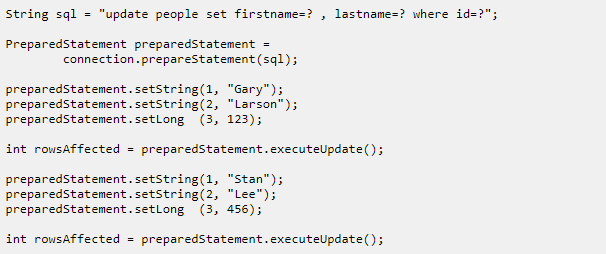 String sql = "update people set firstname=? , lastname=? where id=?";
PreparedStatement preparedStatement =
        connection.prepareStatement(sql);
preparedStatement.setString(1, "Gary");
preparedStatement.setString(2, "Larson");
preparedStatement.setLong  (3, 123);
int rowsAffected = preparedStatement.executeUpdate();
preparedStatement.setString(1, "Stan");
preparedStatement.setString(2, "Lee");
preparedStatement.setLong  (3, 456);
int rowsAffected = preparedStatement.executeUpdate();